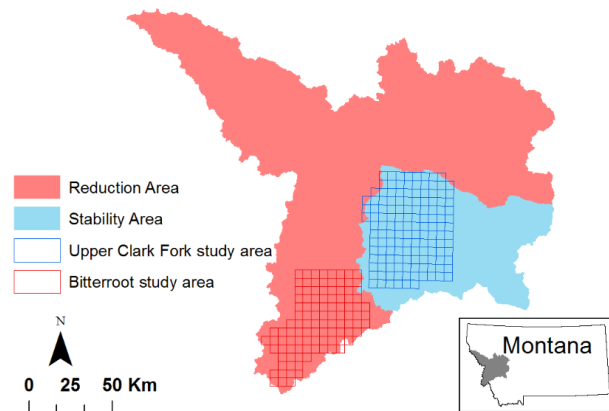 Reduction Area
Stability Area
Upper Clark Fork study area
Bitterroot study area
N
0 25 50 Km
Montana